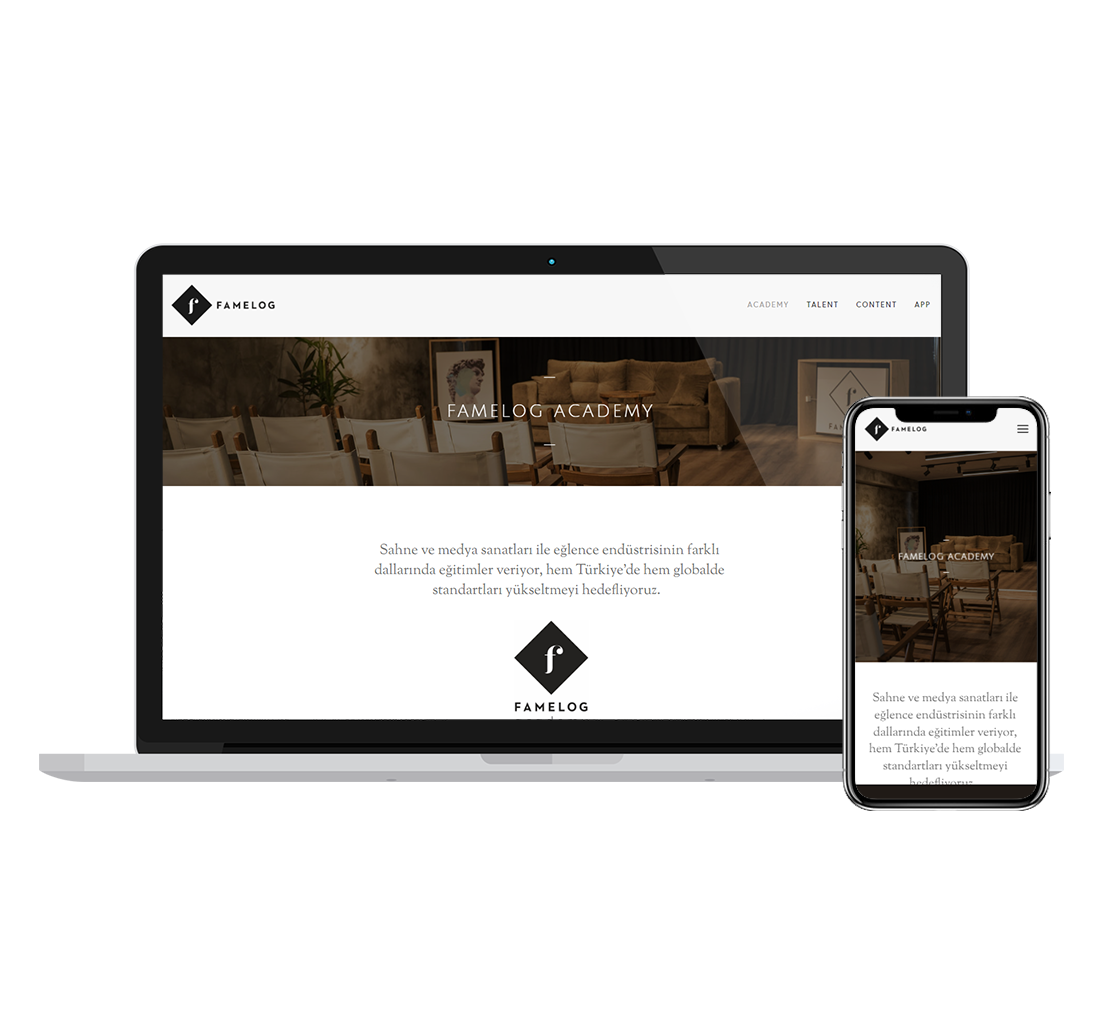 f FAMELOG
ACADEMY TALENT CONTENT APP
FAMELOG ACADEMY
Sahne ve medya sanatları ile eğlence endüstrisinin farklı
dallarında eğitimler veriyor, hem Türkiye’de hem globalde
standartları yükseltmeyi hedefliyoruz.
f
FAMELOG
f FAMELOG
FAMELOG ACADEMY
Sahne ve medya sanatları ile
eğlence endüstrisinin farklı
dallarında eğitimler veriyor,
hem Türkiye’de hem globalde
standartları yükseltmeyi
hedefliyoruz.